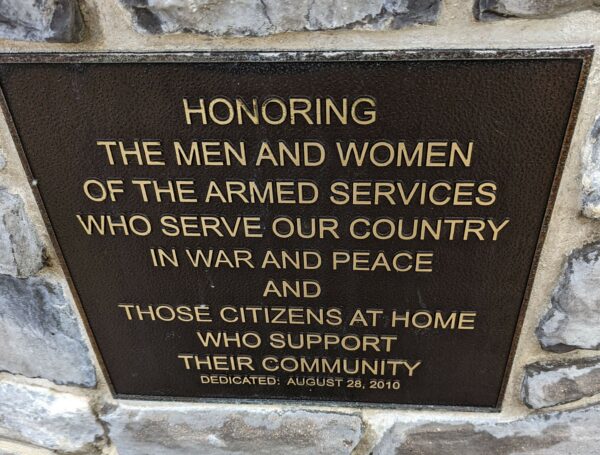 HONORING
THE MEN AND WOMEN
OF THE ARMED SERVICES
WHO SERVE OUR COUNTRY
IN WAR AND PEACE
AND
THOSE CITIZENS AT HOME
WHO SUPPORT
THEIR COMMUNITY
DEDICATED: AUGUST 28, 2010